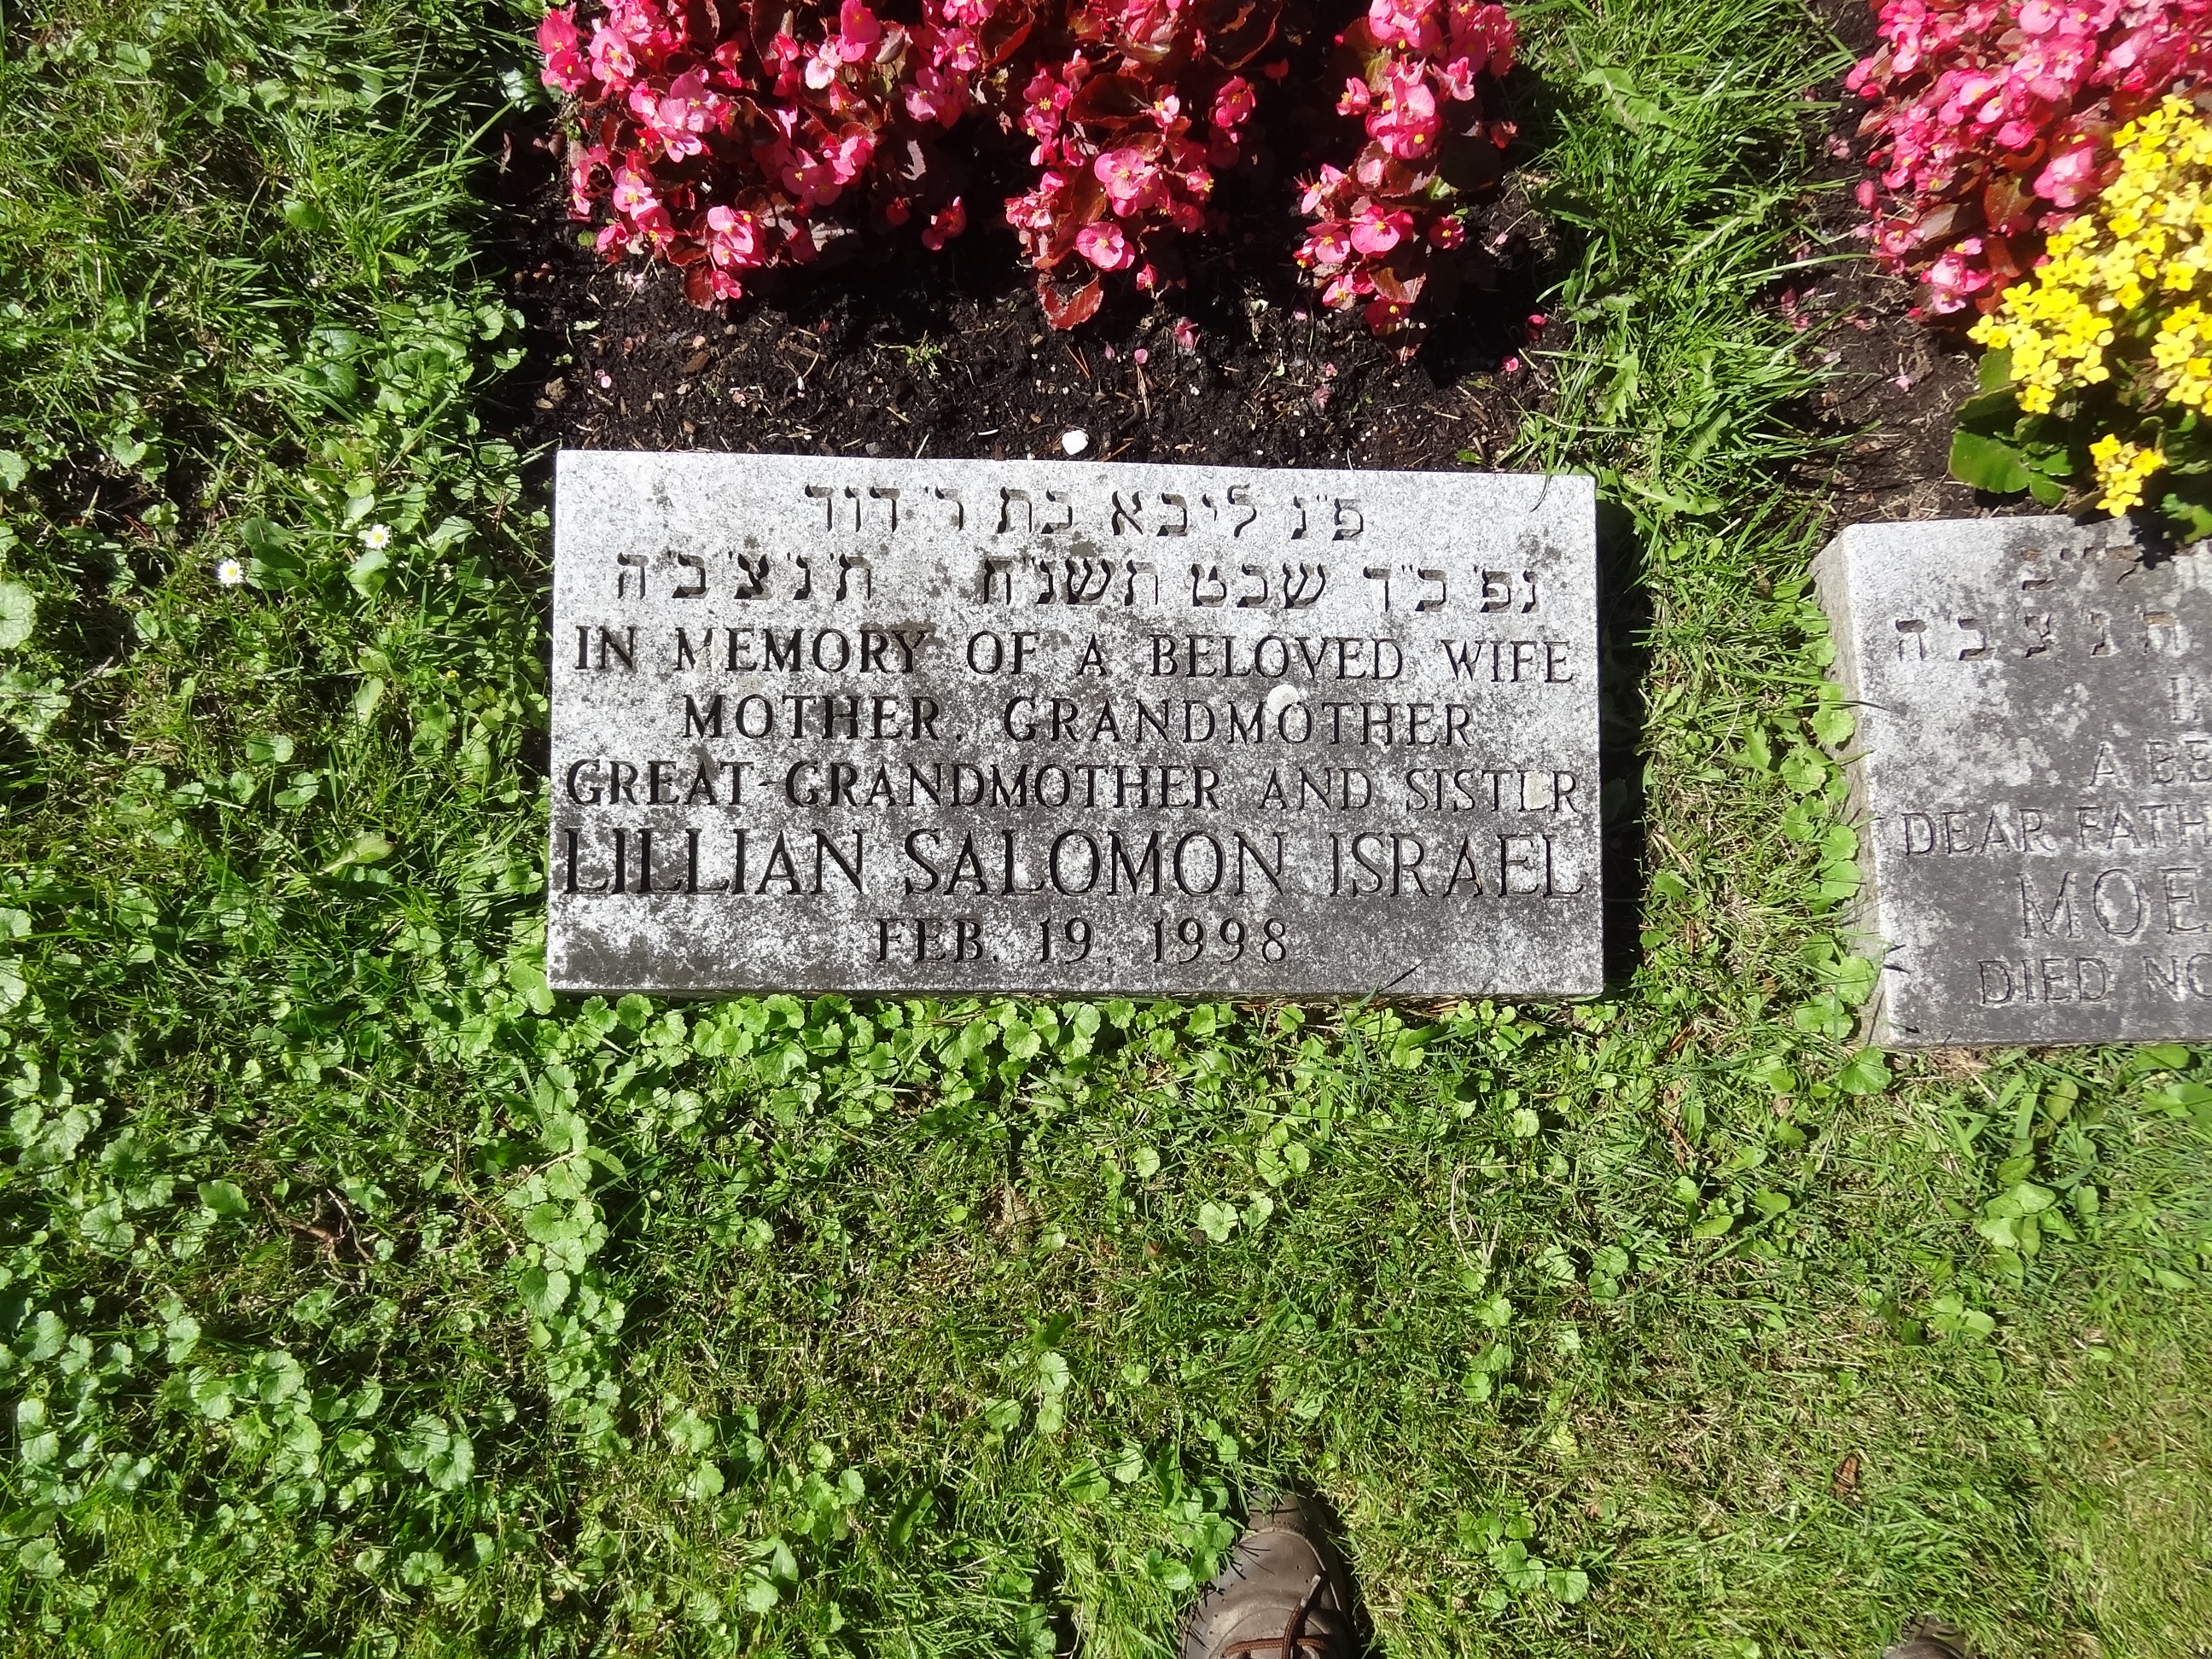 פ"נ ליבא בת ר' דוד
נפ' כ"ד שבט תשנ"ח ת'נ'צ'ב'ה
IN MEMORY OF A BELOVED WIFE
MOTHER, GRANDMOTHER
GREAT-GRANDMOTHER AND SISTER
LILLIAN SALOMON ISRAEL
FEB. 19, 1998
ת נ צ ב ה
A
DEAR
DIED